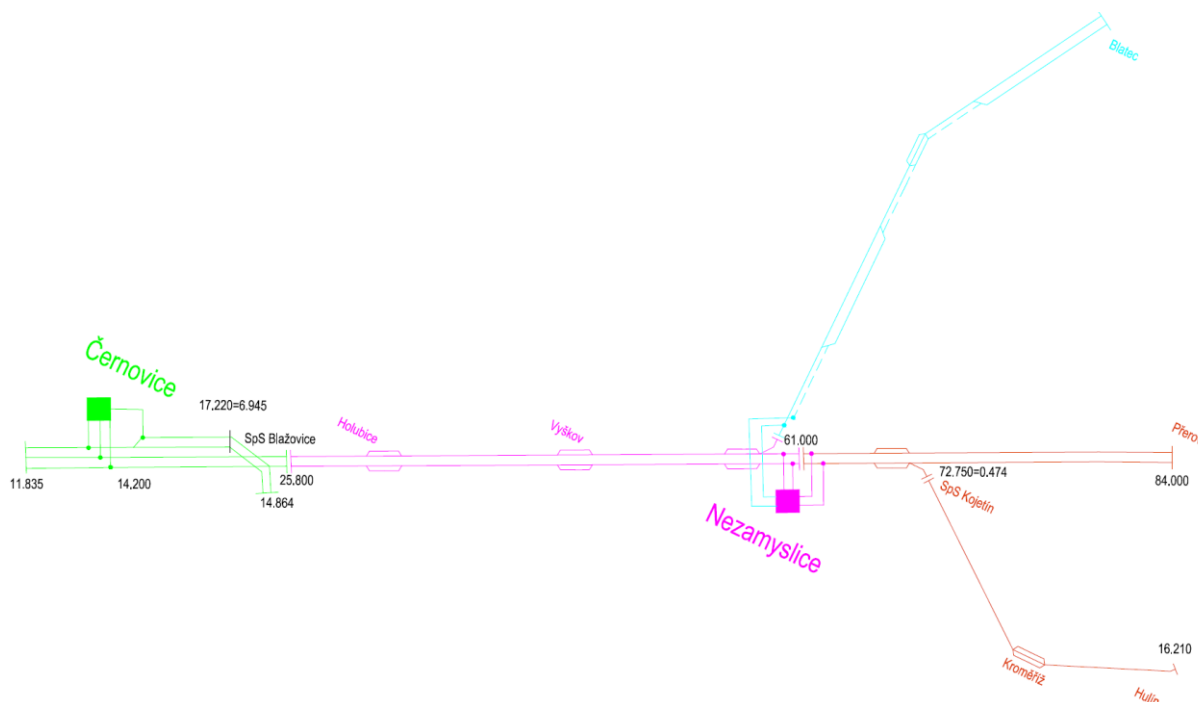 Blatec
Černovice
17,220=6.945
SpS Blažovice
Holubice
Vyškov
61.000
Přero
11.835
14,200
25.800
14.864
72.750=0.474
SpS Kojetín
84,000
Nezamyslice
16,210
Kroměříž
Hulín